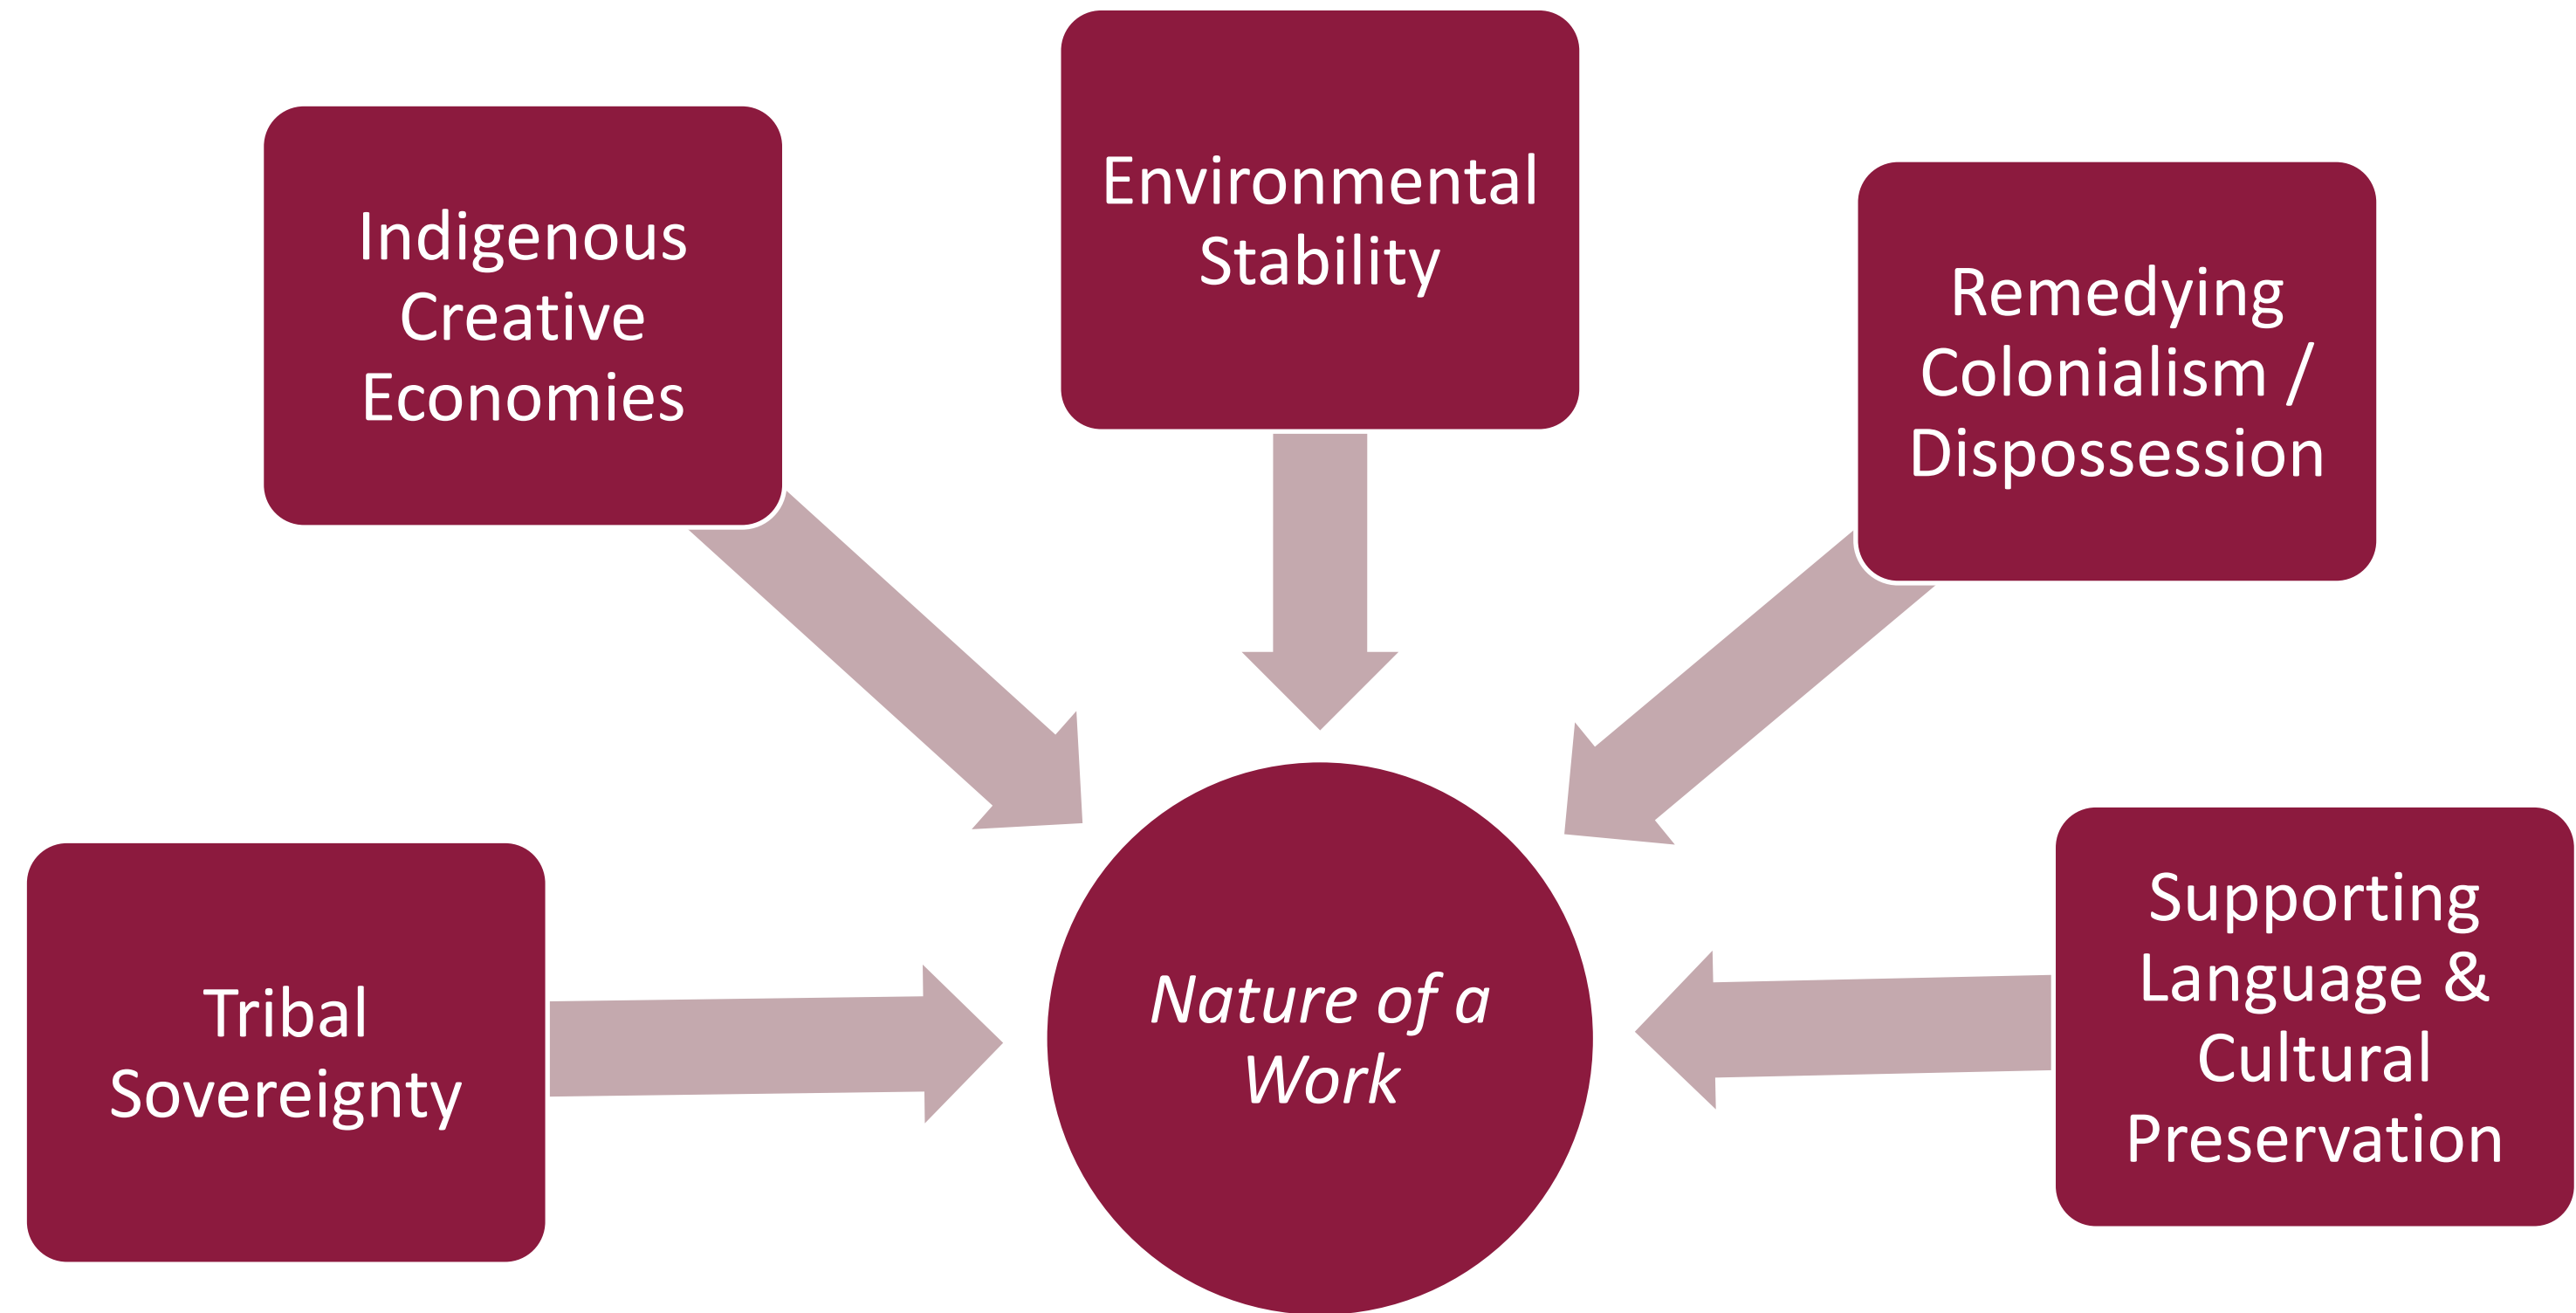 Tribal
Sovereignty
Indigenous
Creative
Economies
Environmental
Stability
Remedying
Colonialism /
Dispossession
Supporting
Language &
Cultural
Preservation
Nature of a
Work